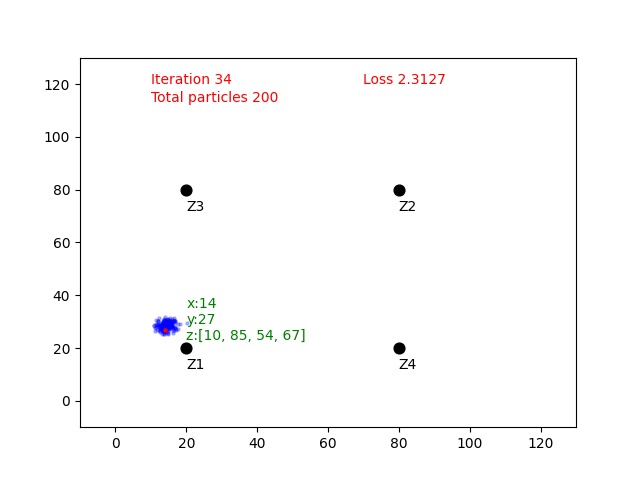 Iteration 34
Loss 2.3127
Total particles 200
120
100
80
60
40
20
0
Z3
Z2
x:14
y:27
z:[10, 85, 54, 67]
Z1
Z4
0
20
40
60
80
100
120